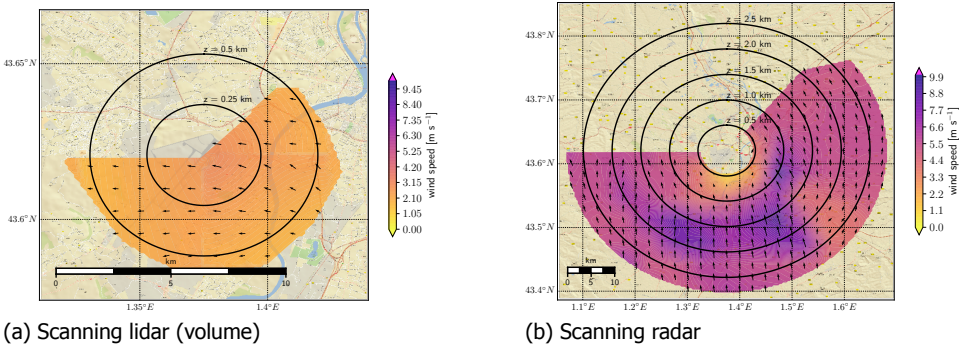 z = 0.5 km
z = 0.25 km
43.65°N
43.6°N
1.35°E
1.4°E
km
0
5
10
9.45
8.40
7.35
6.30
5.25
4.20
3.15
2.10
1.05
0.00
wind speed [m s⁻¹]
(a) Scanning lidar (volume)
z = 2.5 km
z = 2.0 km
z = 1.5 km
z = 1.0 km
z = 0.5 km
43.8°N
43.7°N
43.6°N
43.5°N
43.4°N
1.1°E
1.2°E
1.3°E
1.4°E
1.5°E
1.6°E
km
0
5
10
9.9
8.8
7.7
6.6
5.5
4.4
3.3
2.2
1.1
0.0
wind speed [m s⁻¹]
(b) Scanning radar